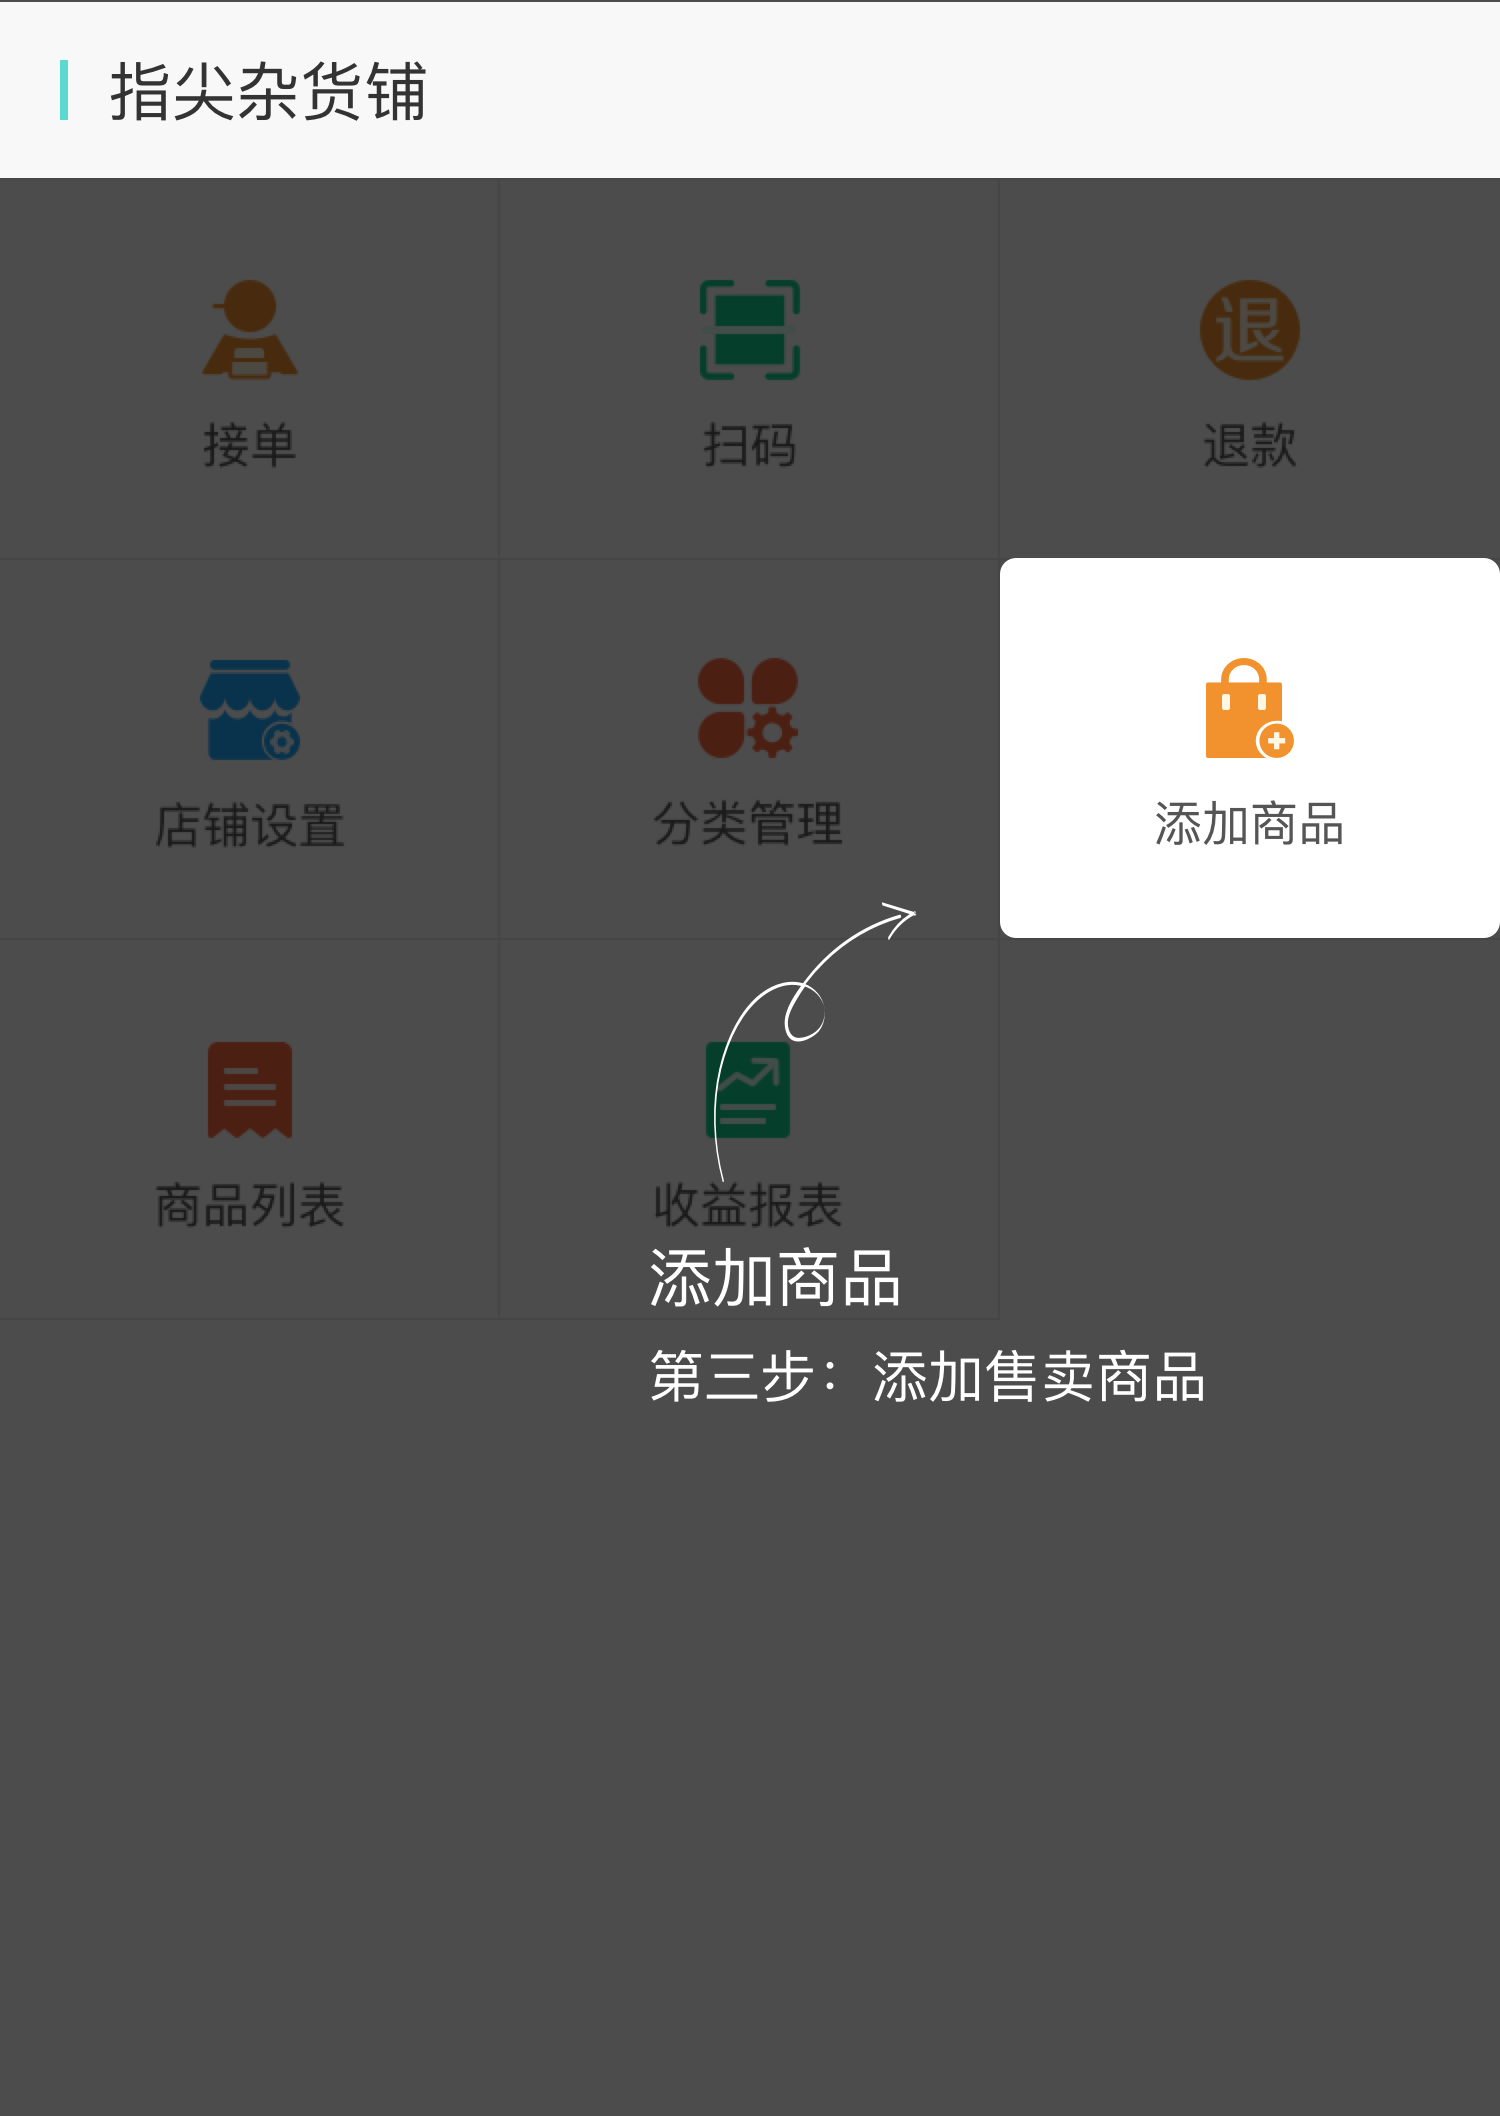 指尖杂货铺
接单
扫码
退
退款
店铺设置
分类管理
添加商品
商品列表
收益报表
添加商品
第三步：添加售卖商品